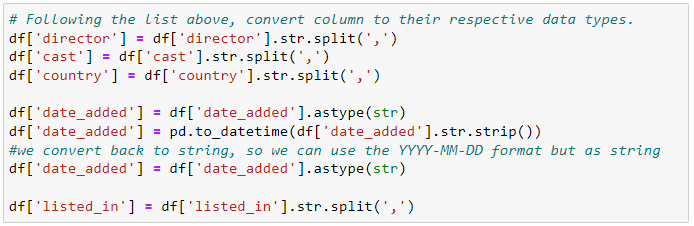 # Following the list above, convert column to their respective data types.
df['director'] = df['director'].str.split(',')
df['cast'] = df['cast'].str.split(',')
df['country'] = df['country'].str.split(',')
df['date_added'] = df['date_added'].astype(str)
df['date_added'] = pd.to_datetime(df['date_added'].str.strip())
#we convert back to string, so we can use the YYYY-MM-DD format but as string
df['date_added'] = df['date_added'].astype(str)
df['listed_in'] = df['listed_in'].str.split(',')